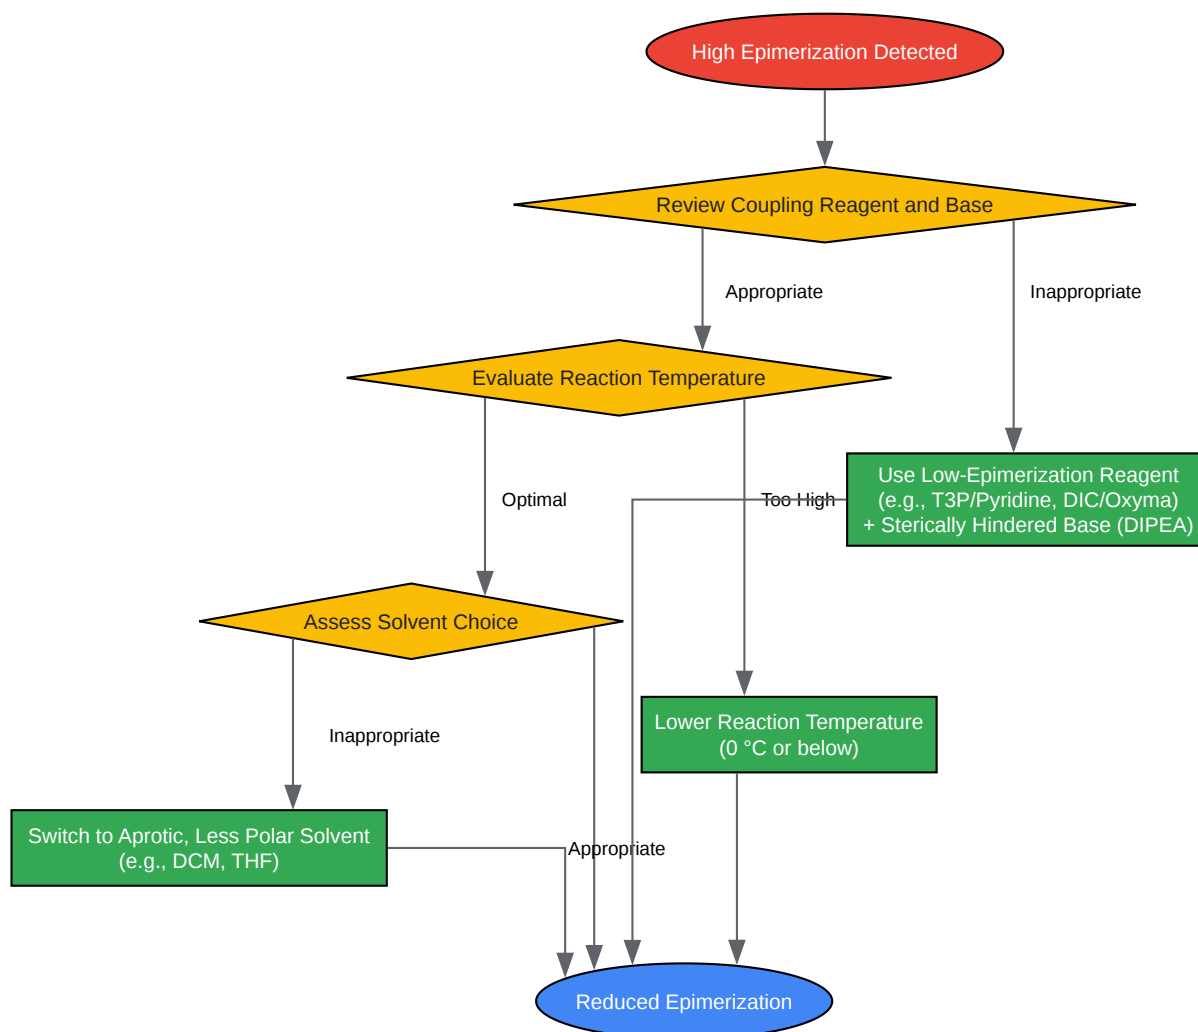 High Epimerization Detected
Review Coupling Reagent and Base
Appropriate
Inappropriate
Evaluate Reaction Temperature
Use Low-Epimerization Reagent
(e.g., T3P/Pyridine, DIC/Oxyma)
+ Sterically Hindered Base (DIPEA)
Optimal
Too High
Assess Solvent Choice
Lower Reaction Temperature
(0 °C or below)
Inappropriate
Switch to Aprotic, Less Polar Solvent
(e.g., DCM, THF)
Appropriate
Reduced Epimerization